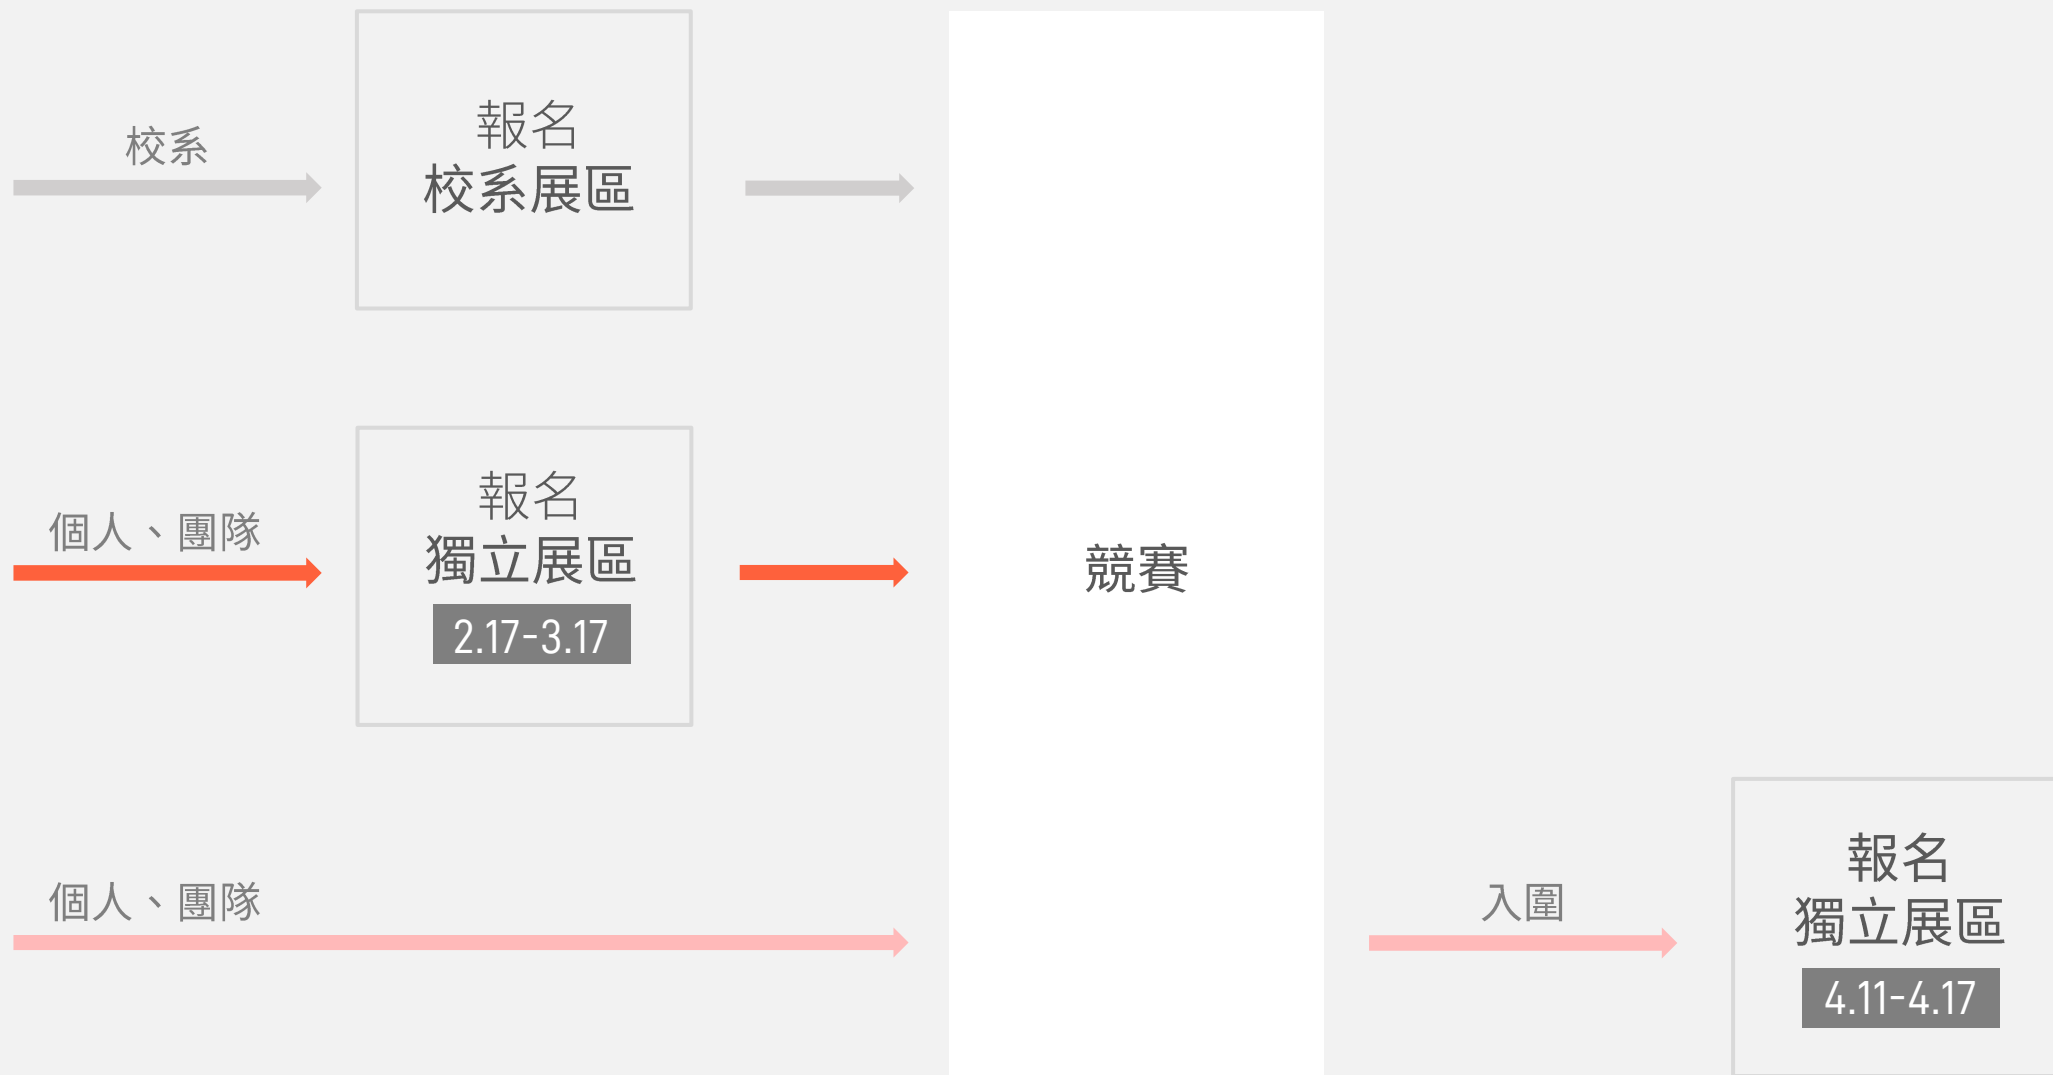 校系
報名
校系展區
個人、團隊
報名
獨立展區
2.17-3.17
競賽
個人、團隊
入圍
報名
獨立展區
4.11-4.17